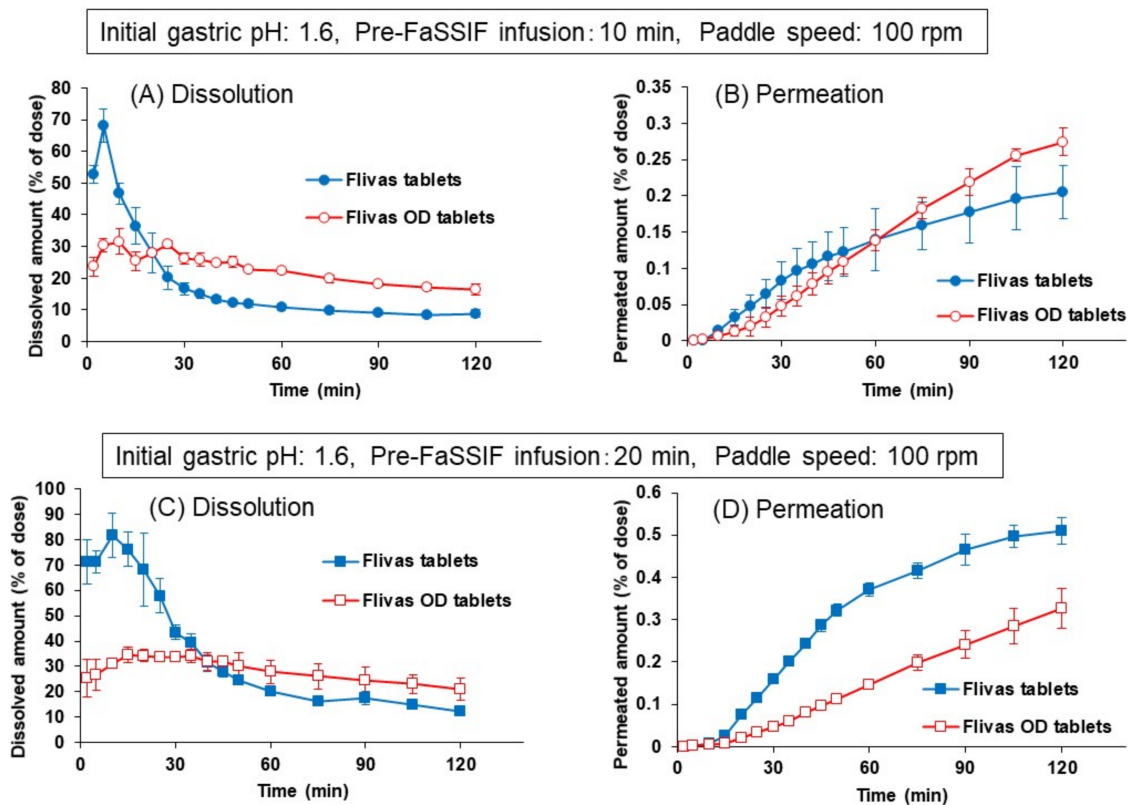 Initial gastric pH: 1.6, Pre-FaSSIF infusion: 10 min, Paddle speed: 100 rpm
(A) Dissolution
Dissolved amount (% of dose)
80
70
60
50
40
30
20
10
0
Flivas tablets
Flivas OD tablets
0 30 60 90 120
Time (min)
(B) Permeation
Permeated amount (% of dose)
0.35
0.3
0.25
0.2
0.15
0.1
0.05
0
Flivas tablets
Flivas OD tablets
0 30 60 90 120
Time (min)
Initial gastric pH: 1.6, Pre-FaSSIF infusion: 20 min, Paddle speed: 100 rpm
(C) Dissolution
Dissolved amount (% of dose)
100
90
80
70
60
50
40
30
20
10
0
Flivas tablets
Flivas OD tablets
0 30 60 90 120
Time (min)
(D) Permeation
Permeated amount (% of dose)
0.6
0.5
0.4
0.3
0.2
0.1
0
Flivas tablets
Flivas OD tablets
0 30 60 90 120
Time (min)